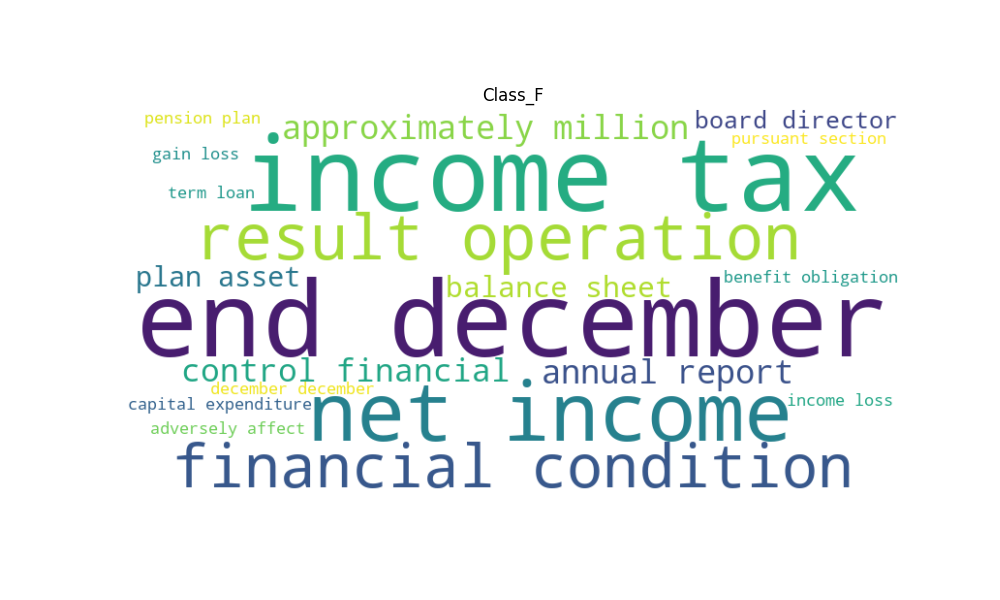 Class_F
pension plan
approximately million
board director
pursuant section
gain loss
income tax
term loan
result operation
plan asset
balance sheet
benefit obligation
end december
control financial
annual report
december december
capital expenditure
net income
income loss
adversely affect
financial condition